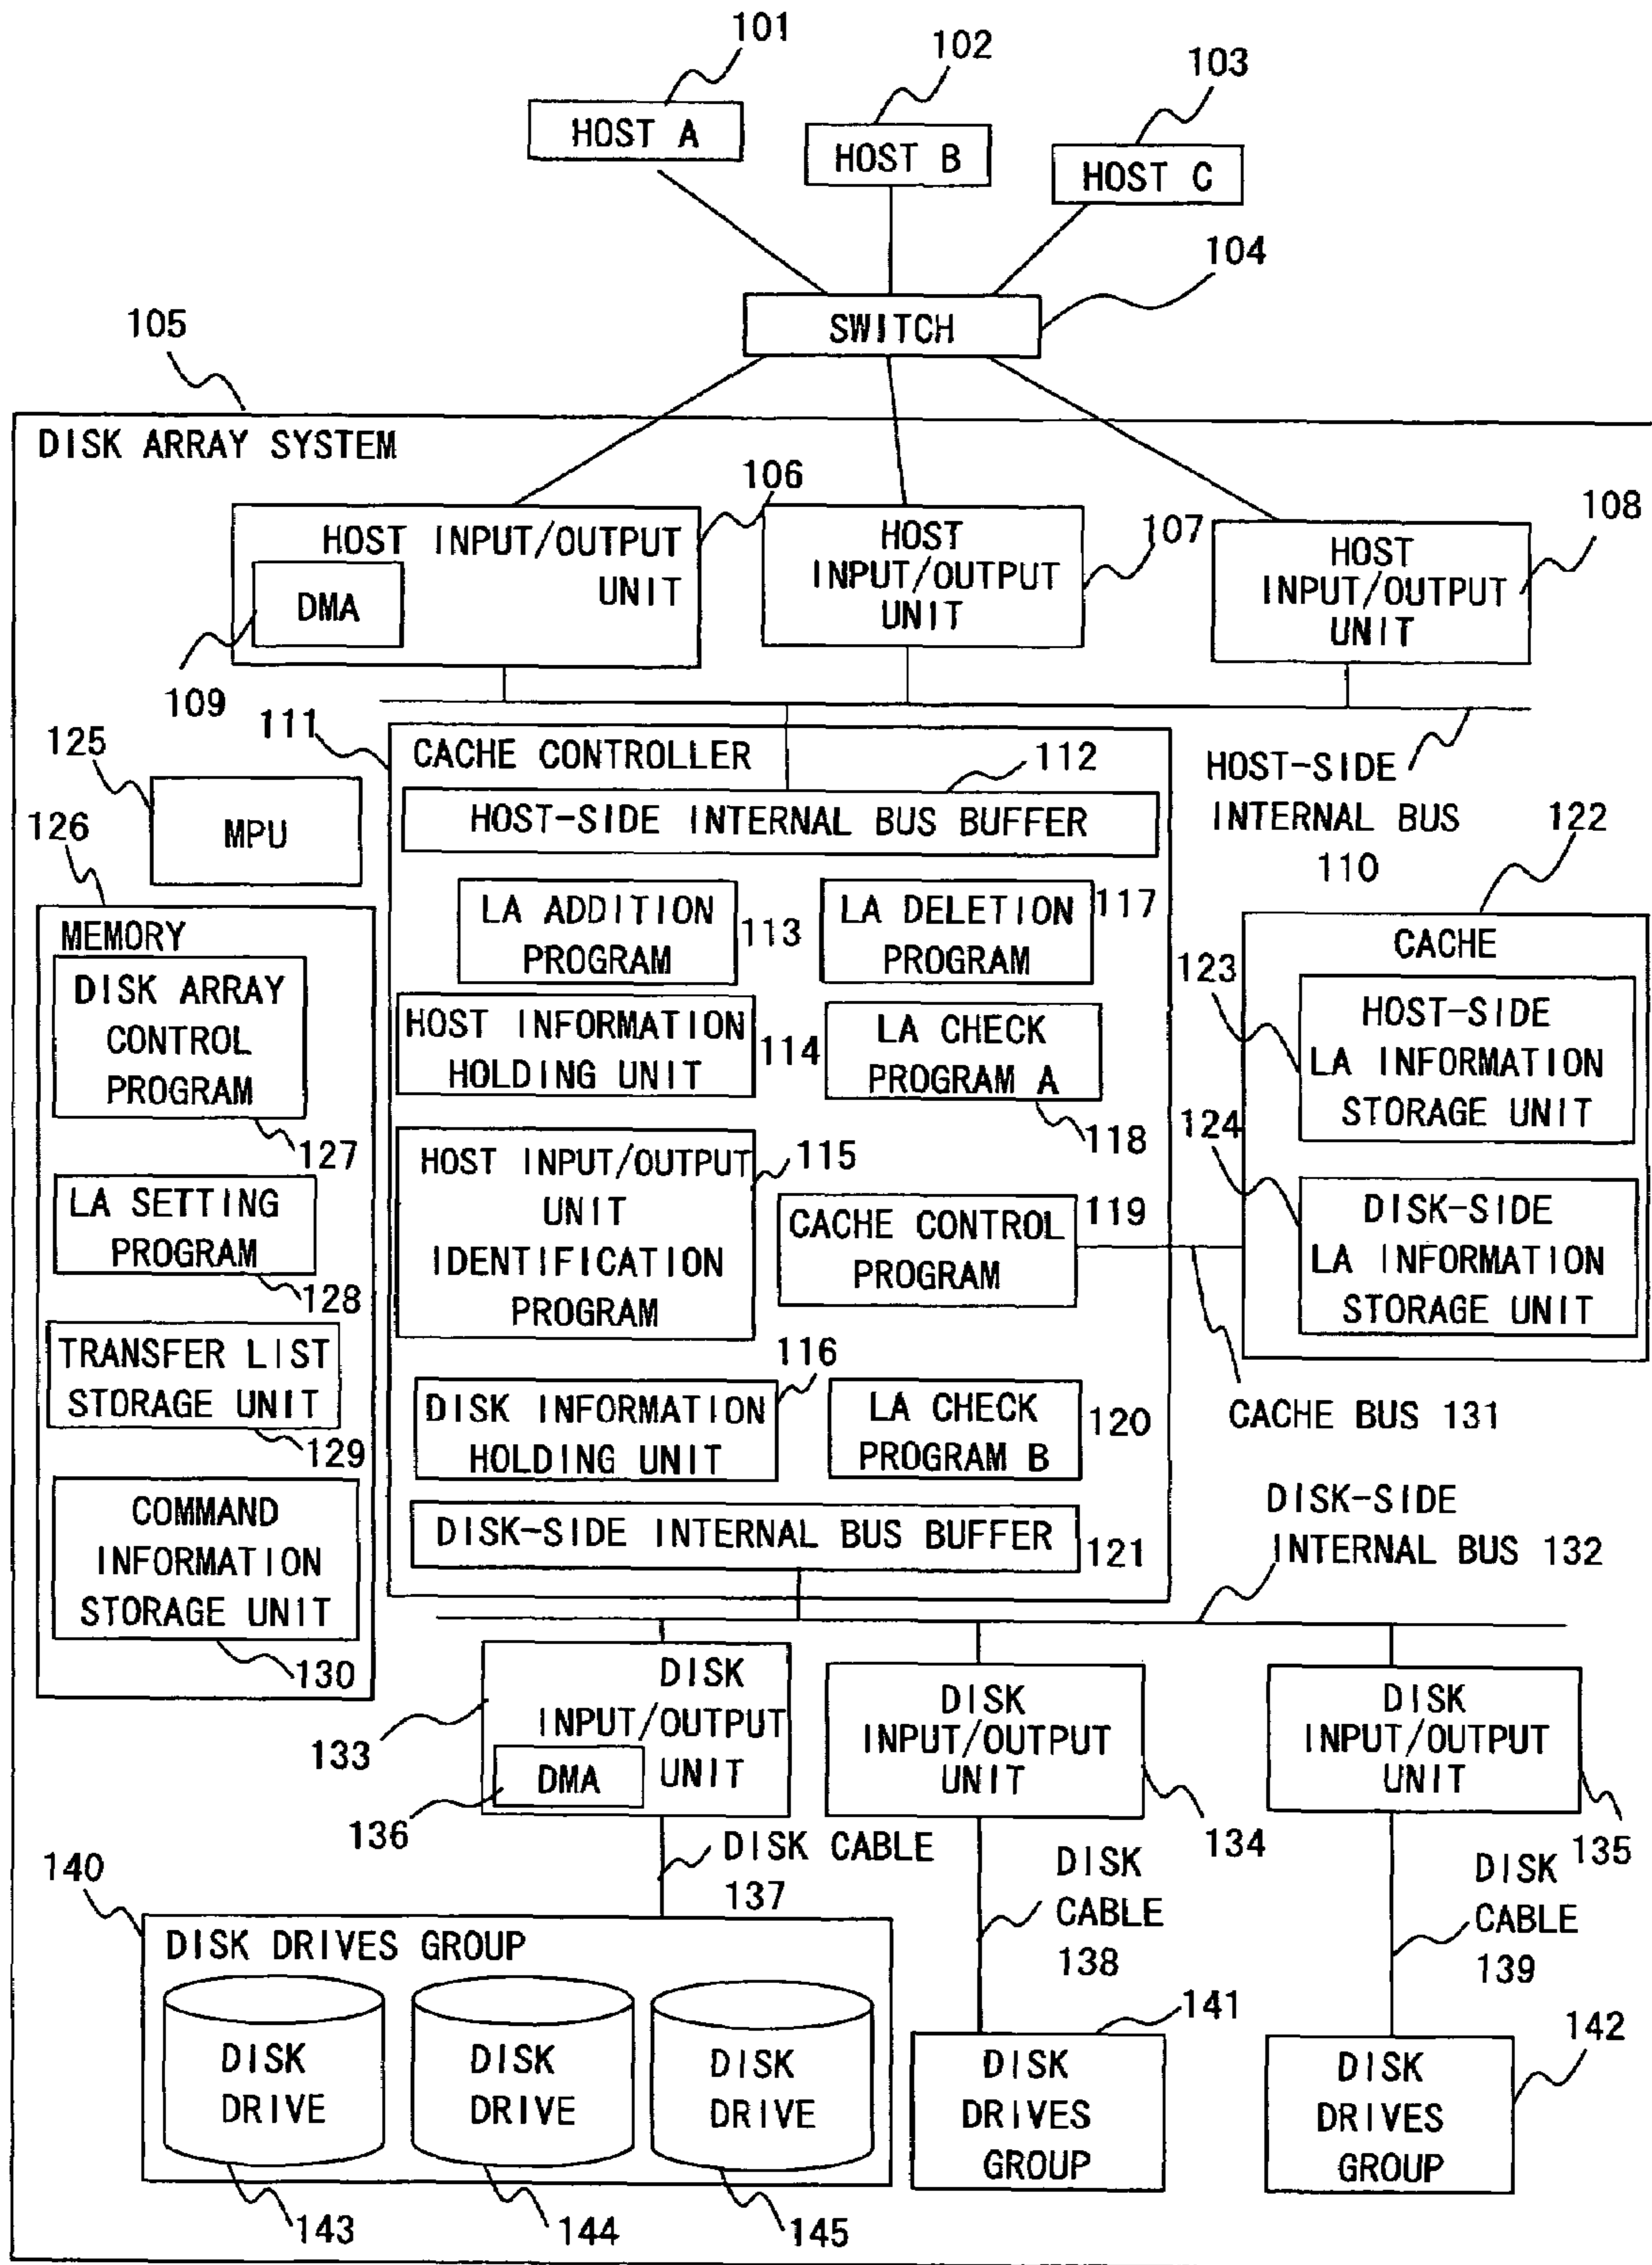 101
102
103
HOST A
HOST B
HOST C
104
SWITCH
105
DISK ARRAY SYSTEM
106
HOST INPUT/OUTPUT
UNIT
DMA
109
HOST
INPUT/OUTPUT
UNIT
107
HOST
INPUT/OUTPUT
UNIT
108
HOST-SIDE
INTERNAL BUS
110
111
CACHE CONTROLLER
112
HOST-SIDE INTERNAL BUS BUFFER
125
MPU
126
MEMORY
DISK ARRAY
CONTROL
PROGRAM
127
LA SETTING
PROGRAM
128
TRANSFER LIST
STORAGE UNIT
129
COMMAND
INFORMATION
STORAGE UNIT
130
LA ADDITION
PROGRAM
113
LA DELETION
PROGRAM
117
HOST INFORMATION
HOLDING UNIT
114
LA CHECK
PROGRAM A
118
HOST INPUT/OUTPUT
UNIT
IDENTIFICATION
PROGRAM
115
CACHE CONTROL
PROGRAM
119
116
DISK INFORMATION
HOLDING UNIT
LA CHECK
PROGRAM B
120
DISK-SIDE INTERNAL BUS BUFFER
121
122
CACHE
123
HOST-SIDE
LA INFORMATION
STORAGE UNIT
124
DISK-SIDE
LA INFORMATION
STORAGE UNIT
CACHE BUS 131
DISK-SIDE
INTERNAL BUS 132
DISK
INPUT/OUTPUT
UNIT
133
DMA
136
DISK
INPUT/OUTPUT
UNIT
134
DISK
INPUT/OUTPUT
UNIT
135
DISK CABLE
137
DISK
CABLE
138
DISK
CABLE
139
140
DISK DRIVES GROUP
DISK
DRIVE
DISK
DRIVE
DISK
DRIVE
143
144
145
141
DISK
DRIVES
GROUP
142
DISK
DRIVES
GROUP